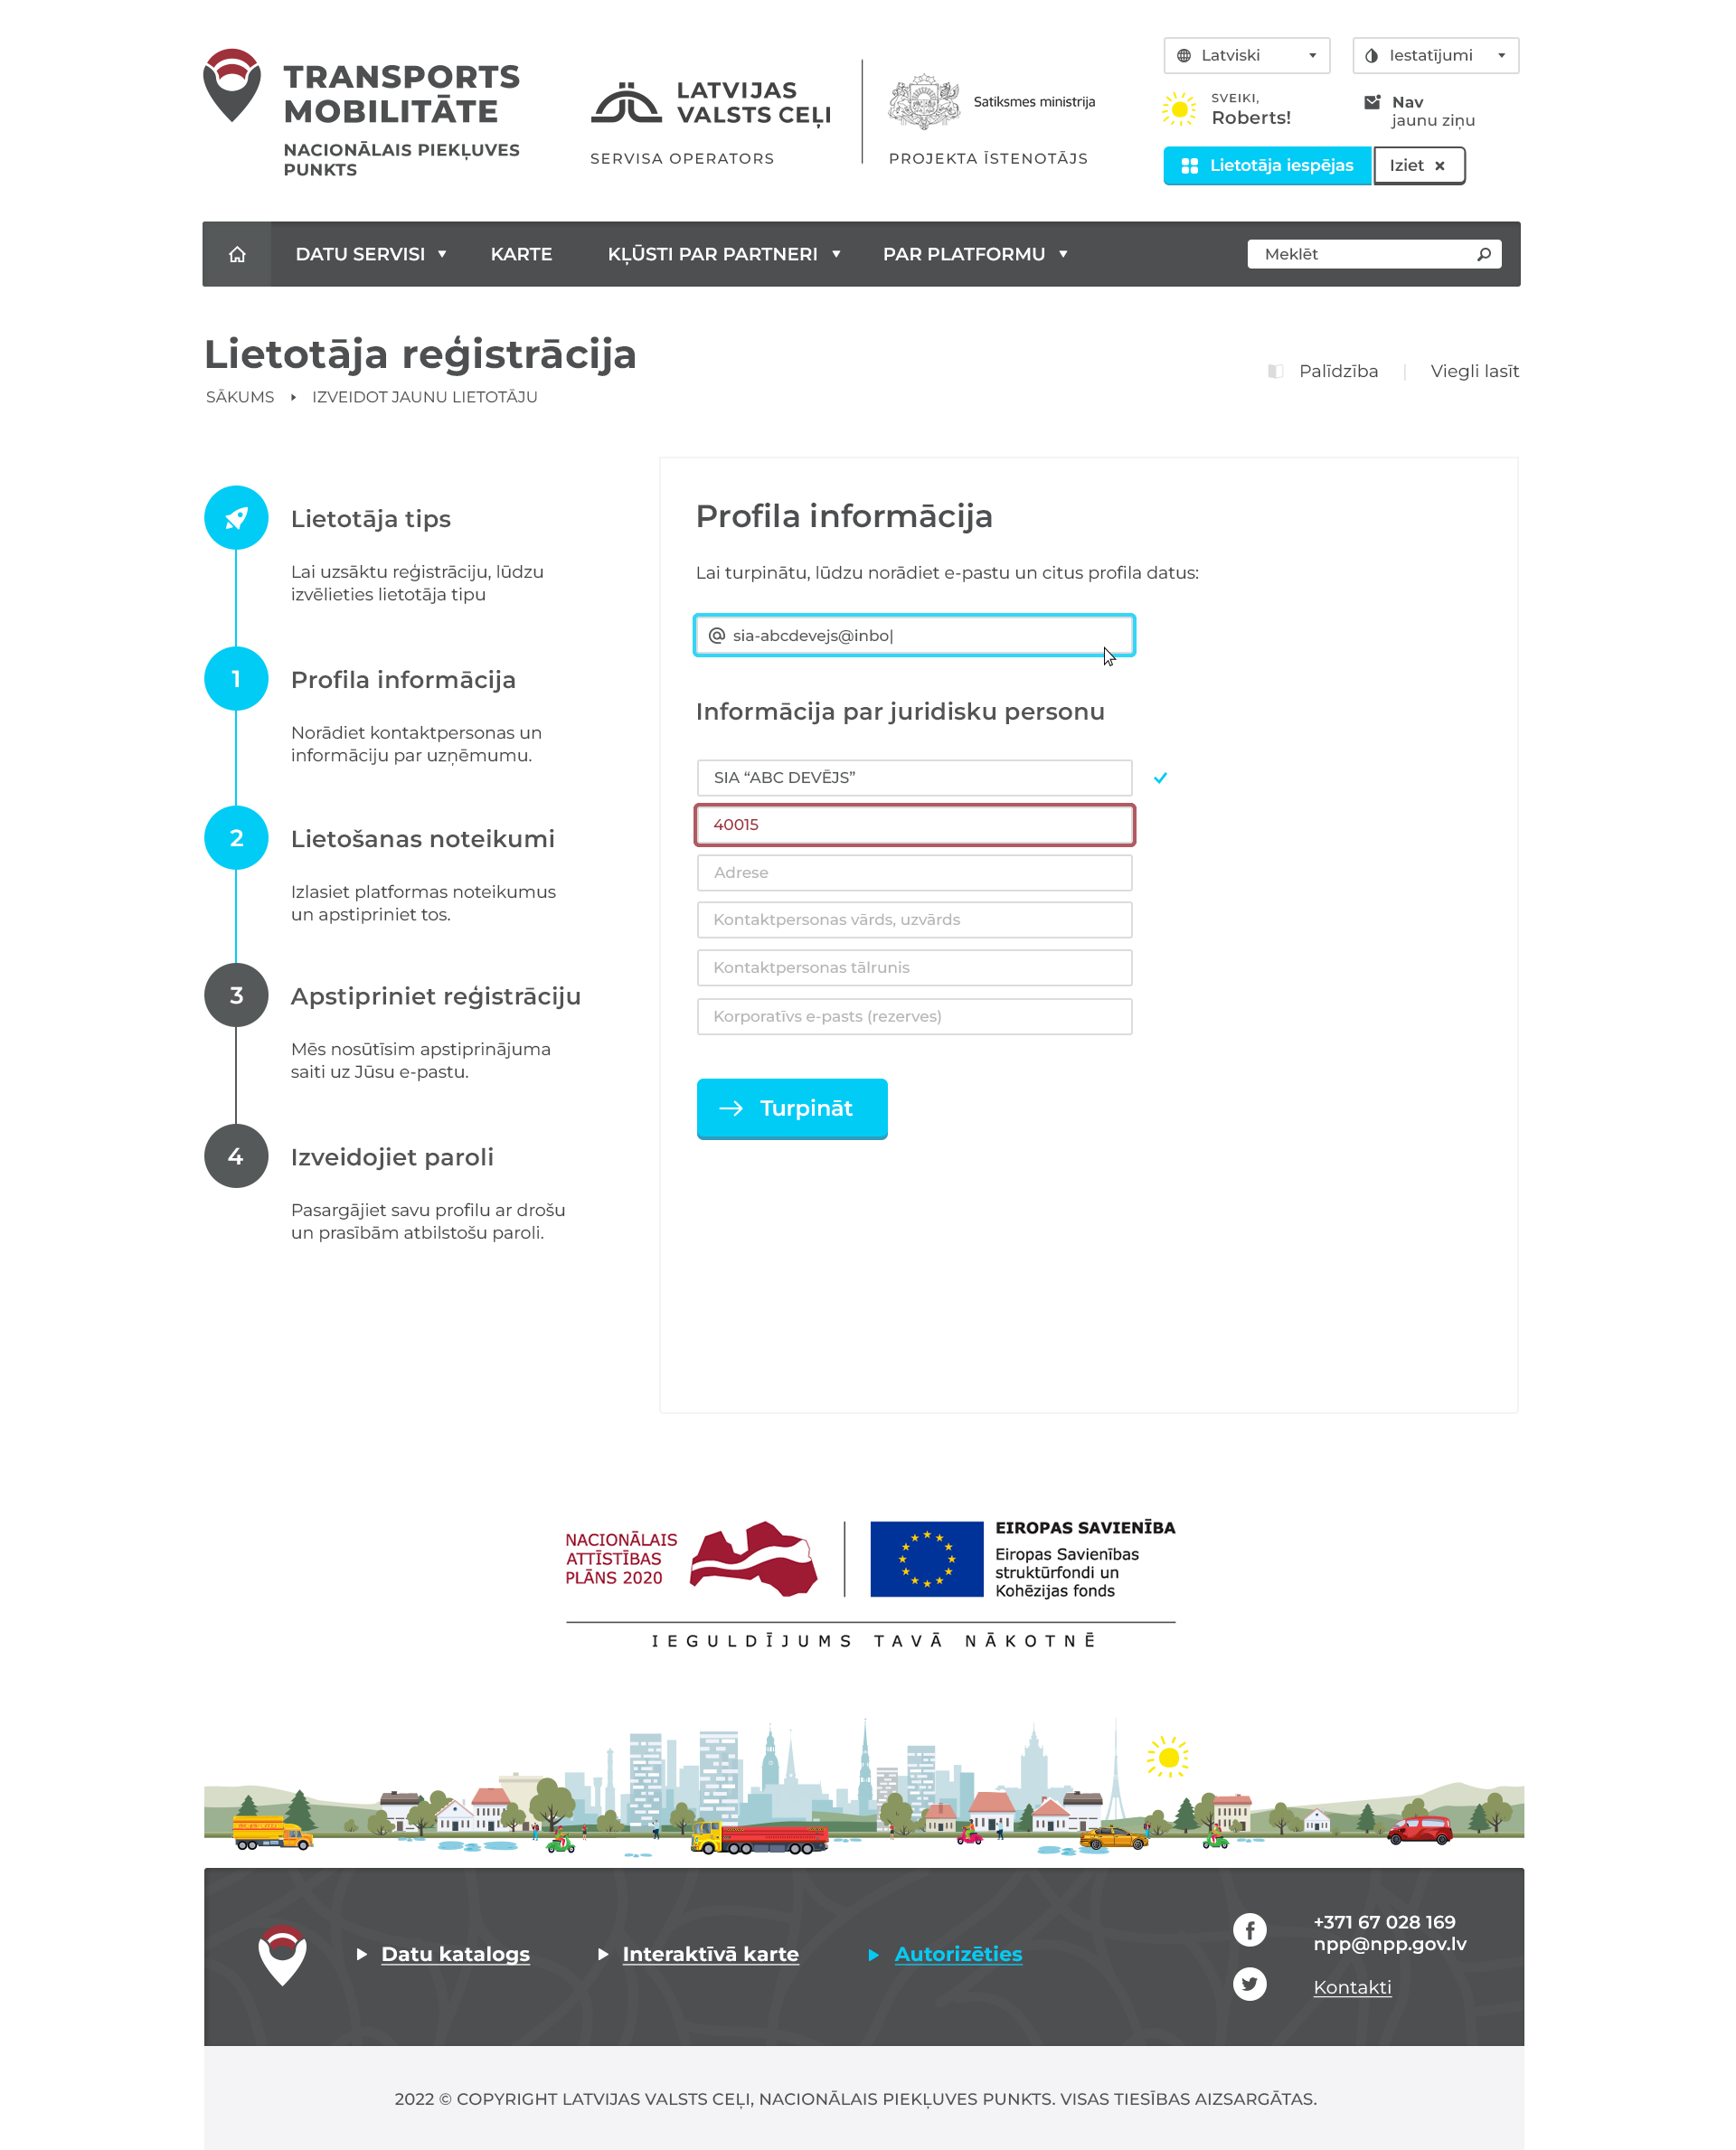 TRANSPORTS
MOBILITĀTE
NACIONĀLAIS PIEKĻUVES
PUNKTS
LATVIJAS
VALSTS CEĻI
SERVISA OPERATORS
Satiksmes ministrija
PROJEKTA ĪSTENOTĀJS
Latviski
Iestatījumi
SVEIKI,
Roberts!
Nav
jaunu ziņu
Lietotāja iespējas
Iziet
DATU SERVISI
KARTE
KĻŪSTI PAR PARTNERI
PAR PLATFORMU
Meklēt
Lietotāja reģistrācija
SĀKUMS
IZVEIDOT JAUNU LIETOTĀJU
Palīdzība
Viegli lasīt
Lietotāja tips
Lai uzsāktu reģistrāciju, lūdzu
izvēlieties lietotāja tipu
1
Profila informācija
Norādiet kontaktpersonas un
informāciju par uzņēmumu.
2
Lietošanas noteikumi
Izlasiet platformas noteikumus
un apstipriniet tos.
3
Apstipriniet reģistrāciju
Mēs nosūtīsim apstiprinājuma
saiti uz Jūsu e-pastu.
4
Izveidojiet paroli
Pasargājiet savu profilu ar drošu
un prasībām atbilstošu paroli.
Profila informācija
Lai turpinātu, lūdzu norādiet e-pastu un citus profila datus:
@ sia-abcdevejs@inbo|
Informācija par juridisku personu
SIA “ABC DEVĒJS”
40015
Adrese
Kontaktpersonas vārds, uzvārds
Kontaktpersonas tālrunis
Korporatīvs e-pasts (rezerves)
Turpināt
NACIONĀLAIS
ATTĪSTĪBAS
PLĀNS 2020
EIROPAS SAVIENĪBA
Eiropas Savienības
struktūrfondi un
Kohēzijas fonds
IEGULDĪJUMS TAVĀ NĀKOTNĒ
Datu katalogs
Interaktīvā karte
Autorizēties
+371 67 028 169
npp@npp.gov.lv
Kontakti
2022 © COPYRIGHT LATVIJAS VALSTS CEĻI, NACIONĀLAIS PIEKĻUVES PUNKTS. VISAS TIESĪBAS AIZSARGĀTAS.